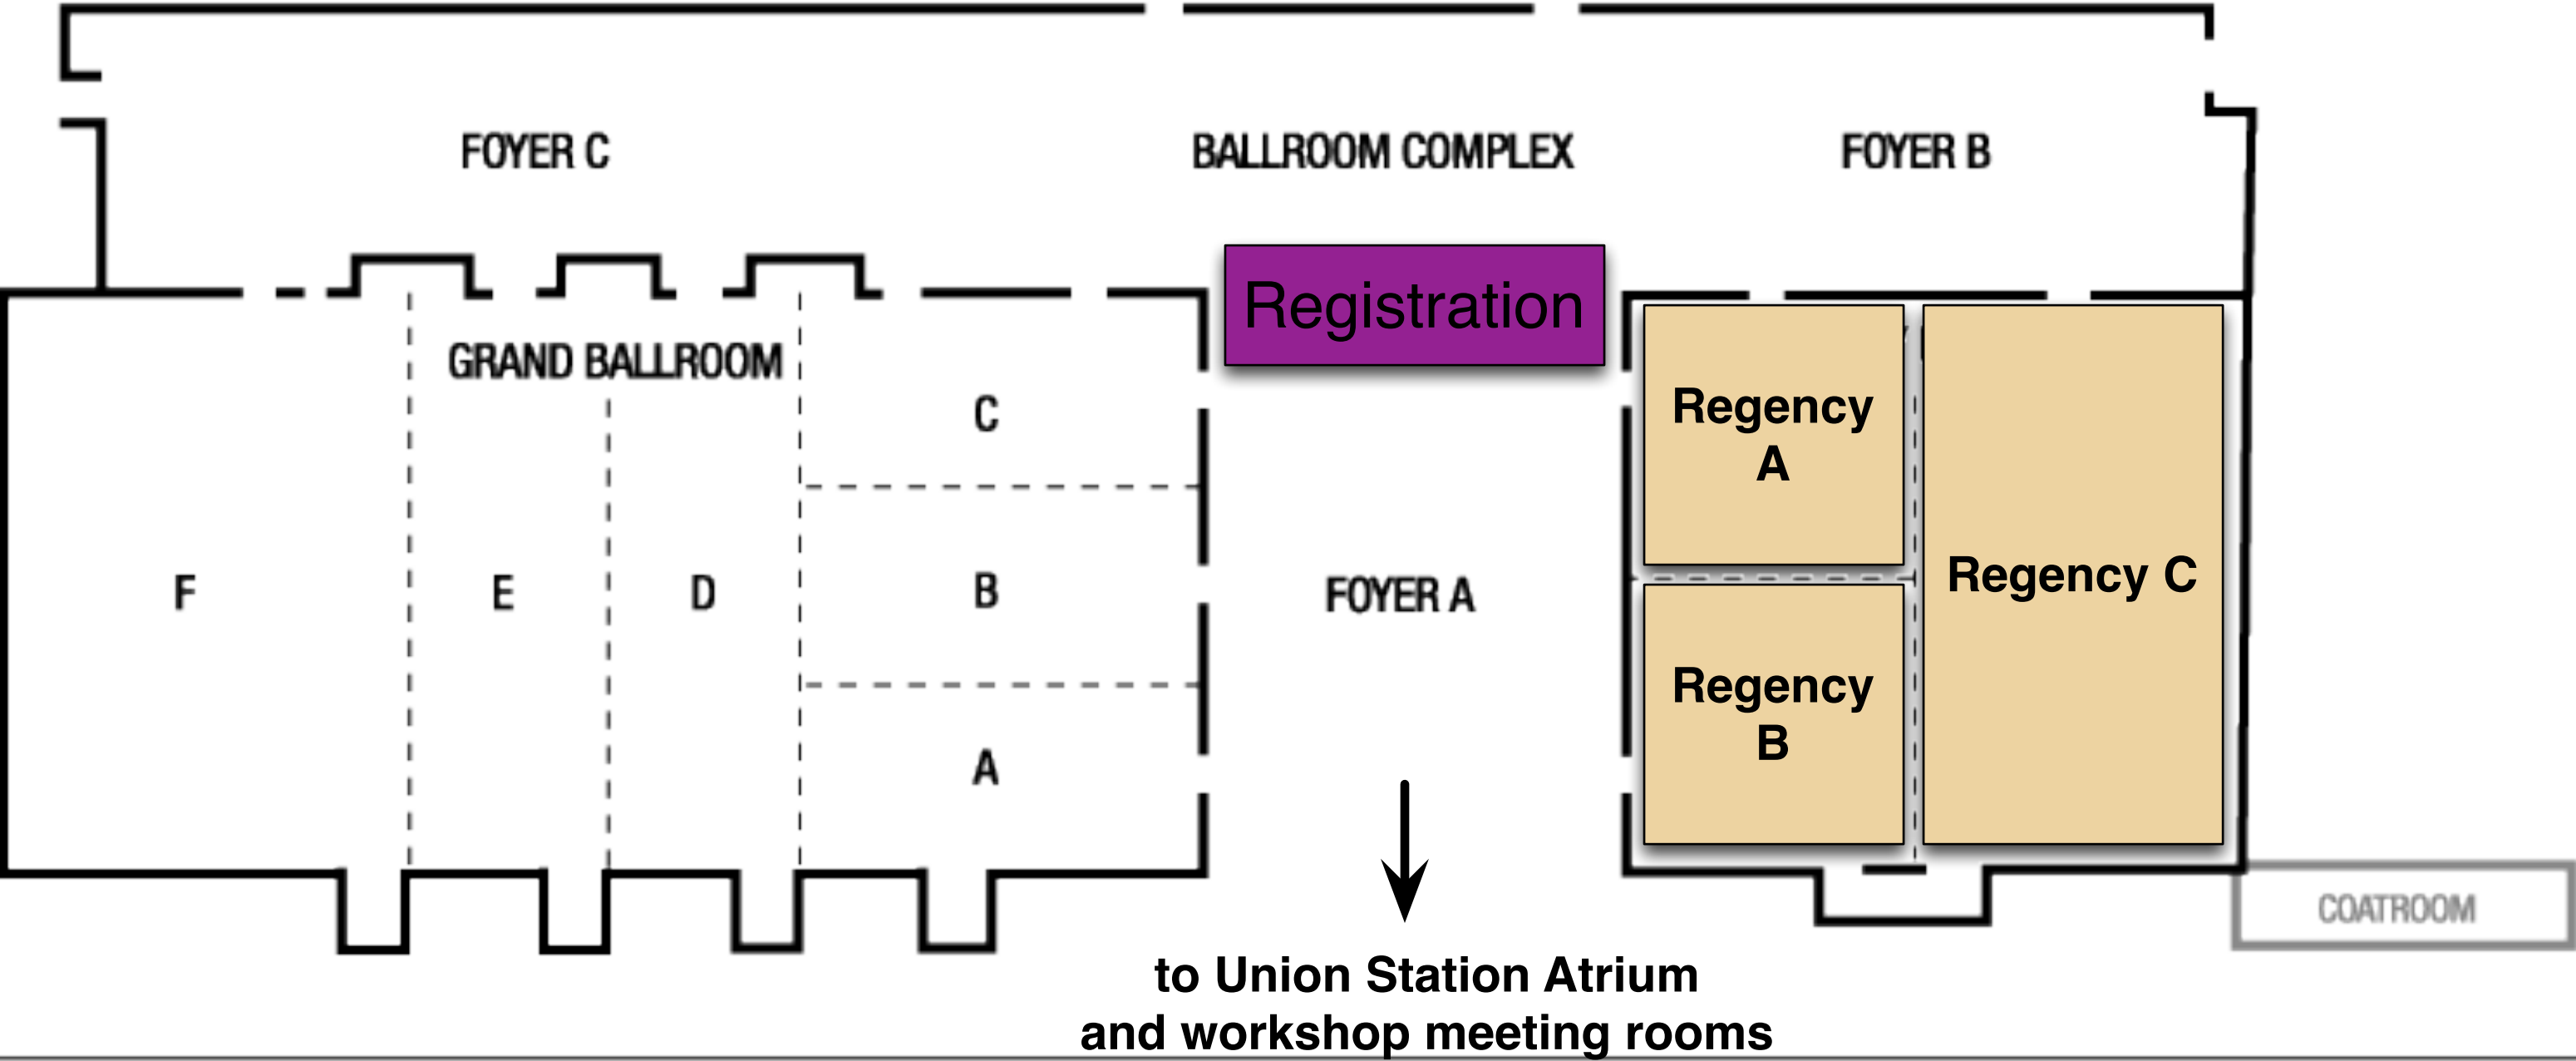 FOYER C
BALLROOM COMPLEX
FOYER B
Registration
GRAND BALLROOM
F
E
D
C
B
A
FOYER A
Regency
A
Regency
B
Regency C
COATROOM
to Union Station Atrium
and workshop meeting rooms